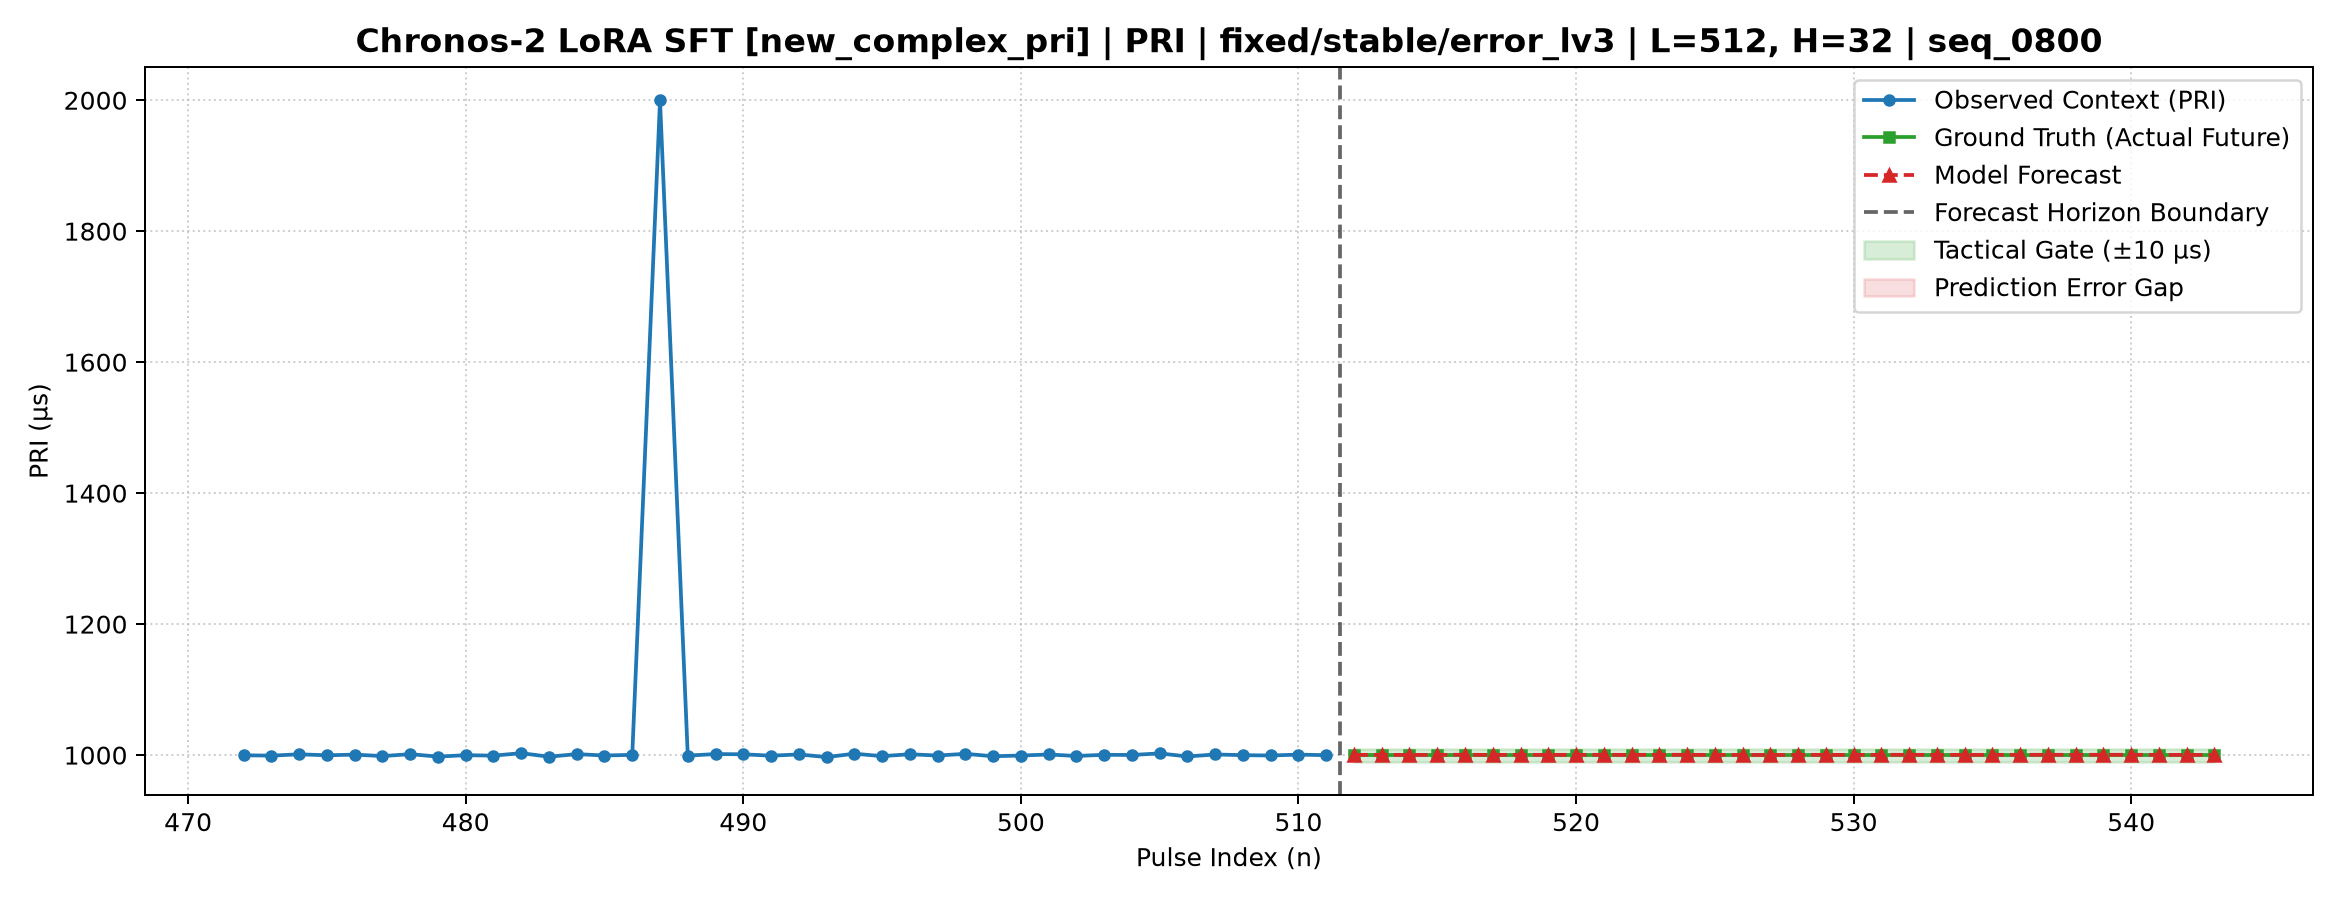 Chronos-2 LoRA SFT [new_complex_pri] | PRI | fixed/stable/error_lv3 | L=512, H=32 | seq_0800
PRI (µs)
2000
1800
1600
1400
1200
1000
Observed Context (PRI)
Ground Truth (Actual Future)
Model Forecast
Forecast Horizon Boundary
Tactical Gate (±10 µs)
Prediction Error Gap
470 480 490 500 510 520 530 540
Pulse Index (n)